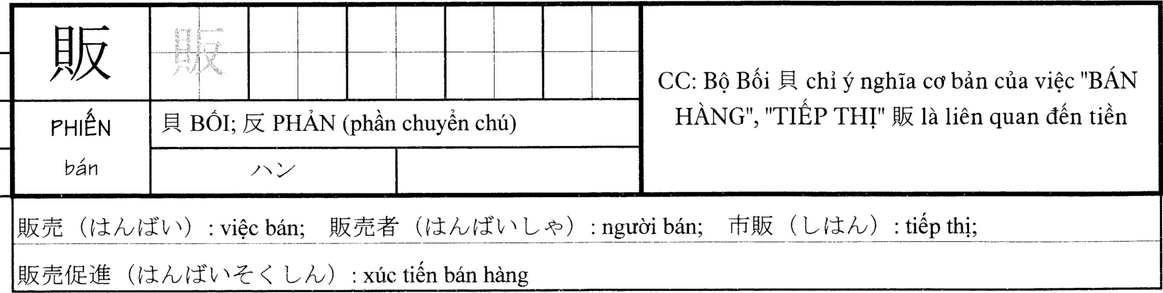 販
販
CC: Bộ Bối 貝 chỉ ý nghĩa cơ bản của việc "BÁN
HÀNG", "TIẾP THỊ" 販 là liên quan đến tiền
PHIẾN
貝 BỐI; 反 PHẢN (phần chuyển chú)
bán
ハン
販売（はんばい）: việc bán; 販売者（はんばいしゃ）: người bán; 市販（しはん）: tiếp thị;
販売促進（はんばいそくしん）: xúc tiến bán hàng